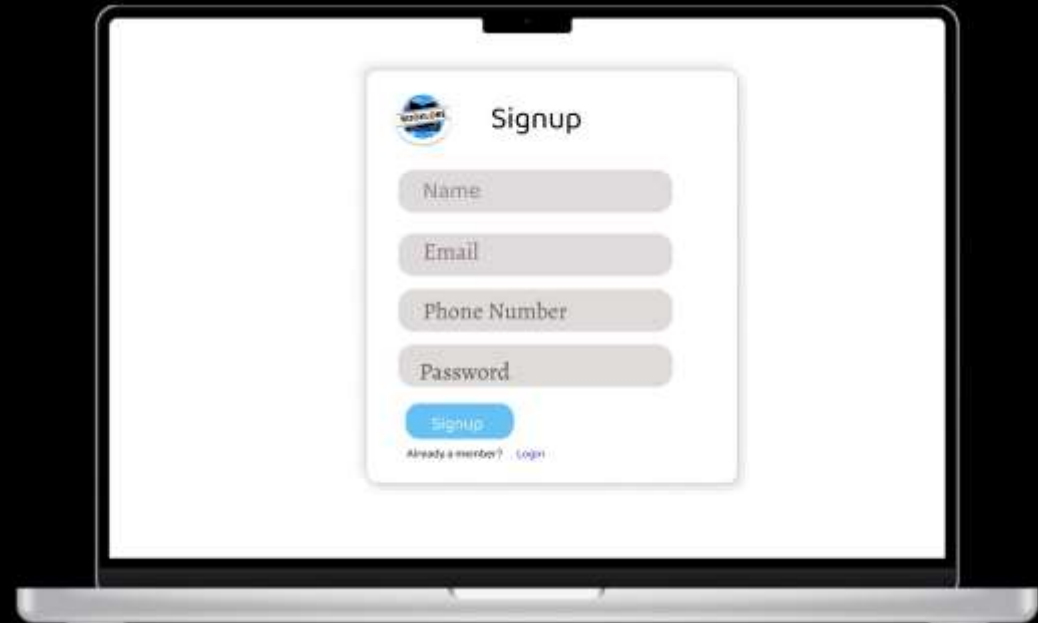 Signup
Name
Email
Phone Number
Password
Signup
Already a member? Login